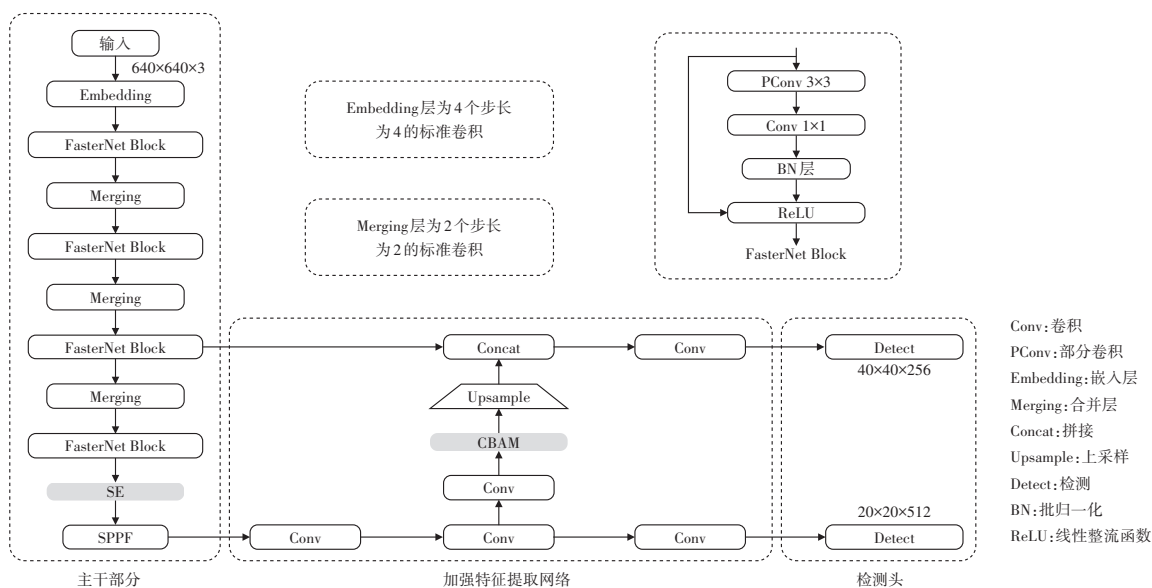 输入
640×640×3
Embedding
FasterNet Block
Merging
FasterNet Block
Merging
FasterNet Block
Merging
FasterNet Block
SE
SPPF
主干部分
Embedding层为4个步长
为4的标准卷积
Merging层为2个步长
为2的标准卷积
PConv 3×3
Conv 1×1
BN层
ReLU
FasterNet Block
Concat
Conv
Upsample
CBAM
Conv
Conv
Conv
Conv
加强特征提取网络
Detect
40×40×256
20×20×512
Detect
检测头
Conv:卷积
PConv:部分卷积
Embedding:嵌入层
Merging:合并层
Concat:拼接
Upsample:上采样
Detect:检测
BN:批归一化
ReLU:线性整流函数